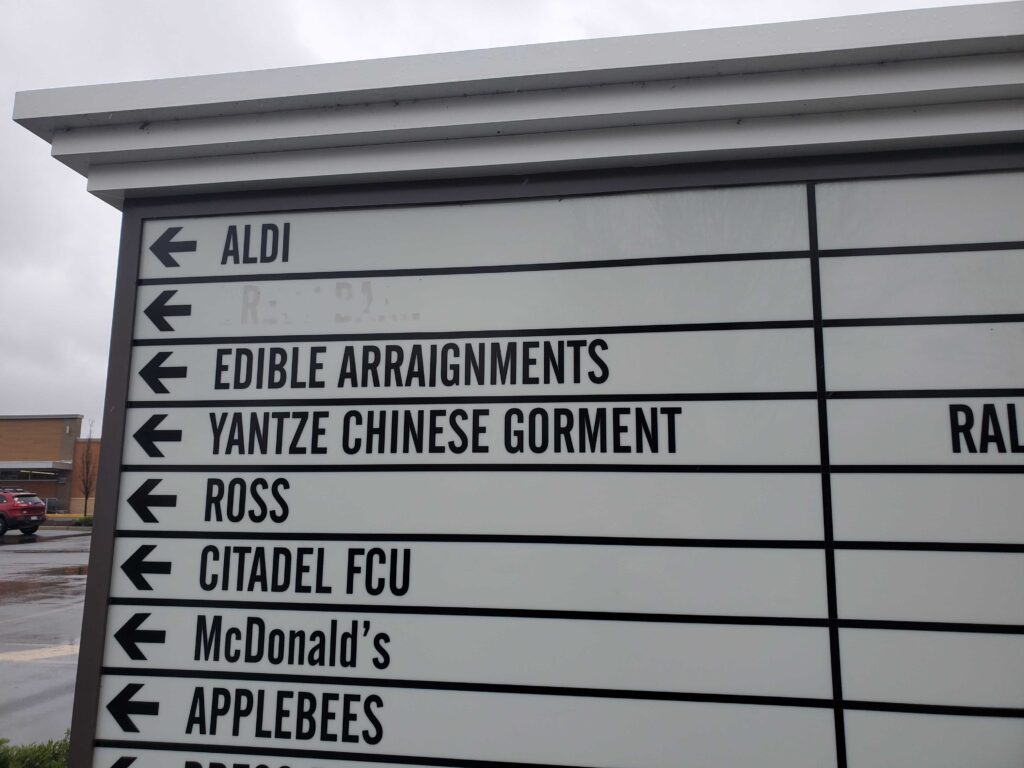 ALDI
EDIBLE ARRAIGNMENTS
YANTZE CHINESE GORMENT
RAL
ROSS
CITADEL FCU
McDonald's
APPLEBEES